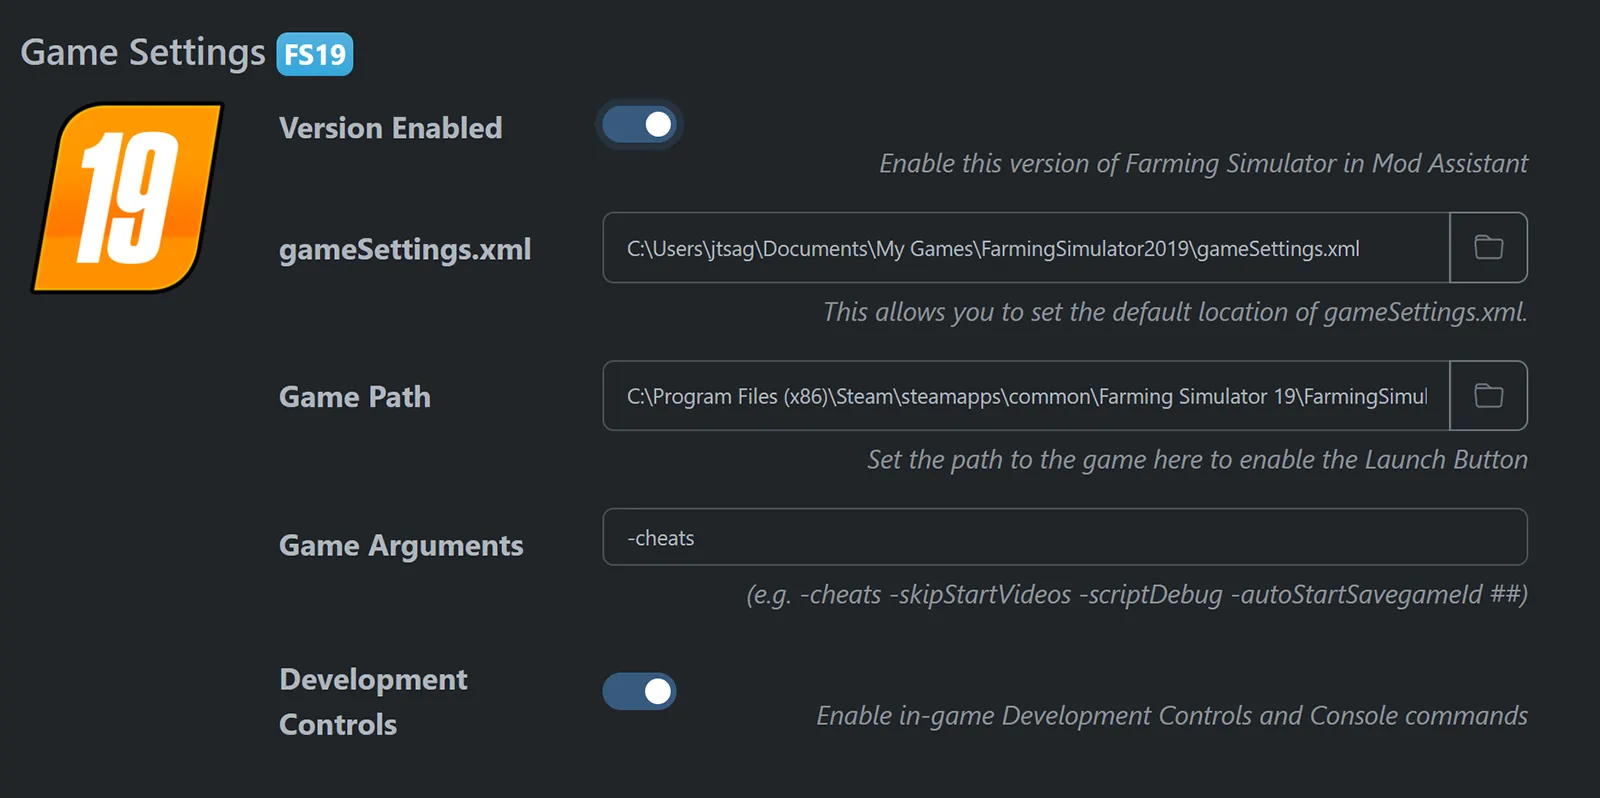 Game Settings FS19
19
Version Enabled
Enable this version of Farming Simulator in Mod Assistant
gameSettings.xml
C:\Users\jtsag\Documents\My Games\FarmingSimulator2019\gameSettings.xml
This allows you to set the default location of gameSettings.xml.
Game Path
C:\Program Files (x86)\Steam\steamapps\common\Farming Simulator 19\FarmingSimul
Set the path to the game here to enable the Launch Button
Game Arguments
-cheats
(e.g. -cheats -skipStartVideos -scriptDebug -autoStartSavegameId ##)
Development
Controls
Enable in-game Development Controls and Console commands